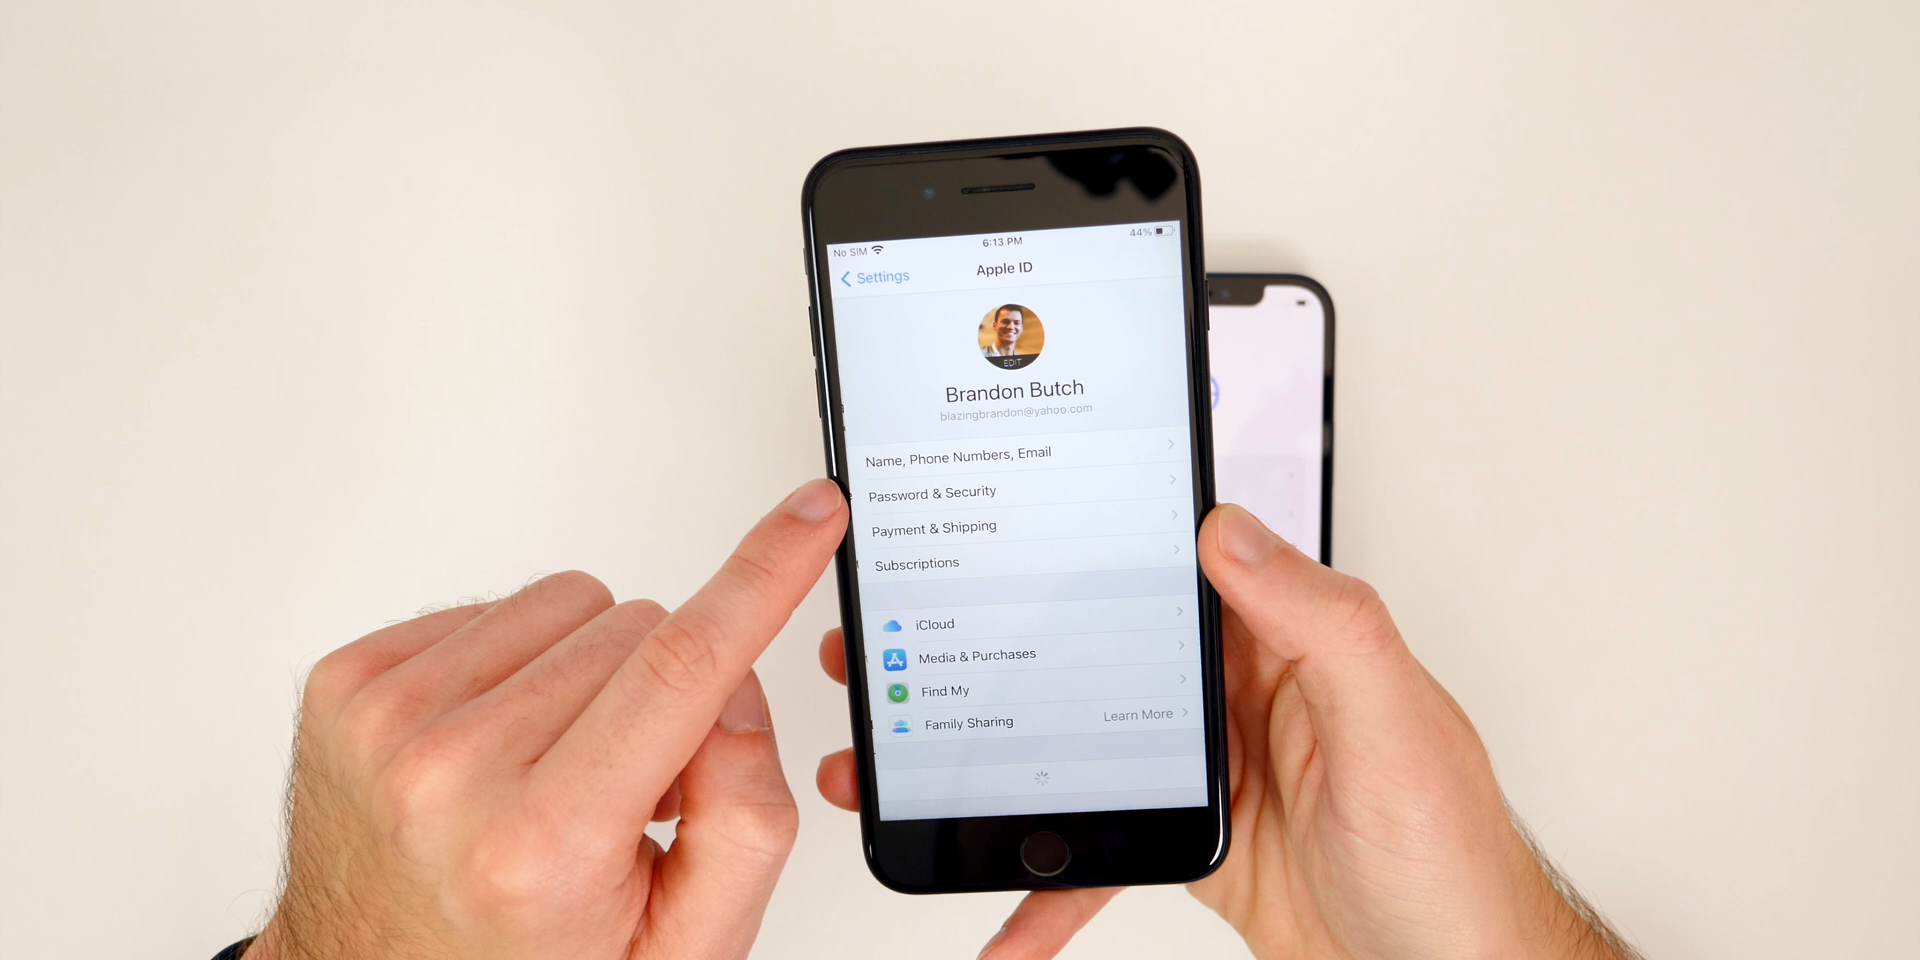 No SIM 6:13 PM 44%
Settings Apple ID
EDIT
Brandon Butch
blazingbrandon@yahoo.com
Name, Phone Numbers, Email
Password & Security
Payment & Shipping
Subscriptions
iCloud
Media & Purchases
Find My
Family Sharing Learn More